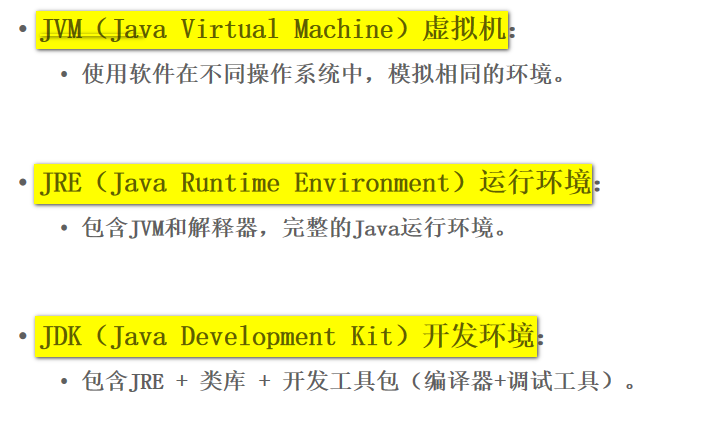 • JVM（Java Virtual Machine）虚拟机：
• 使用软件在不同操作系统中，模拟相同的环境。
• JRE（Java Runtime Environment）运行环境：
• 包含JVM和解释器，完整的Java运行环境。
• JDK（Java Development Kit）开发环境：
• 包含JRE + 类库 + 开发工具包（编译器+调试工具）。